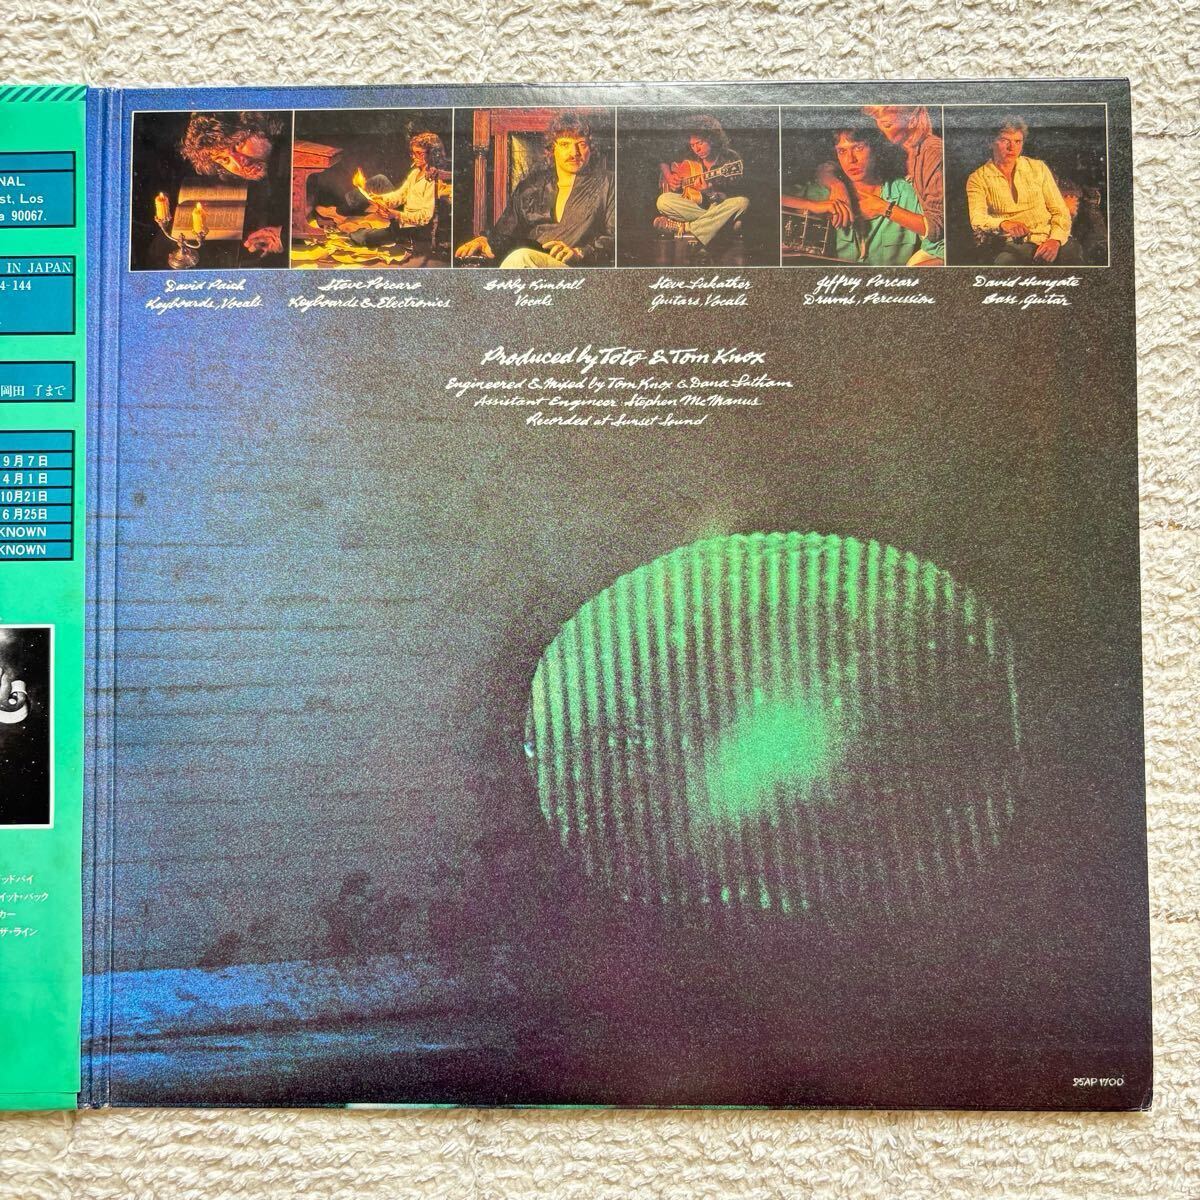 NAL
st, Los
a 90067.
IN JAPAN
4-144
岡田 了まで
9月7日
4月1日
10月21日
6月25日
KNOWN
KNOWN
ッドバイ
イット・バック
カー
ザ・ライン
David Paich
Keyboards, Vocals
Steve Porcaro
Keyboards & Electronics
Bobby Kimball
Vocals
Steve Lukather
Guitars, Vocals
Jeffrey Porcaro
Drums, Percussion
David Hungate
Bass, Guitar
Produced by Toto & Tom Knox
Engineered & Mixed by Tom Knox & Dana Latham
Assistant Engineer Stephen McManus
Recorded at Sunset Sound
25AP 1700